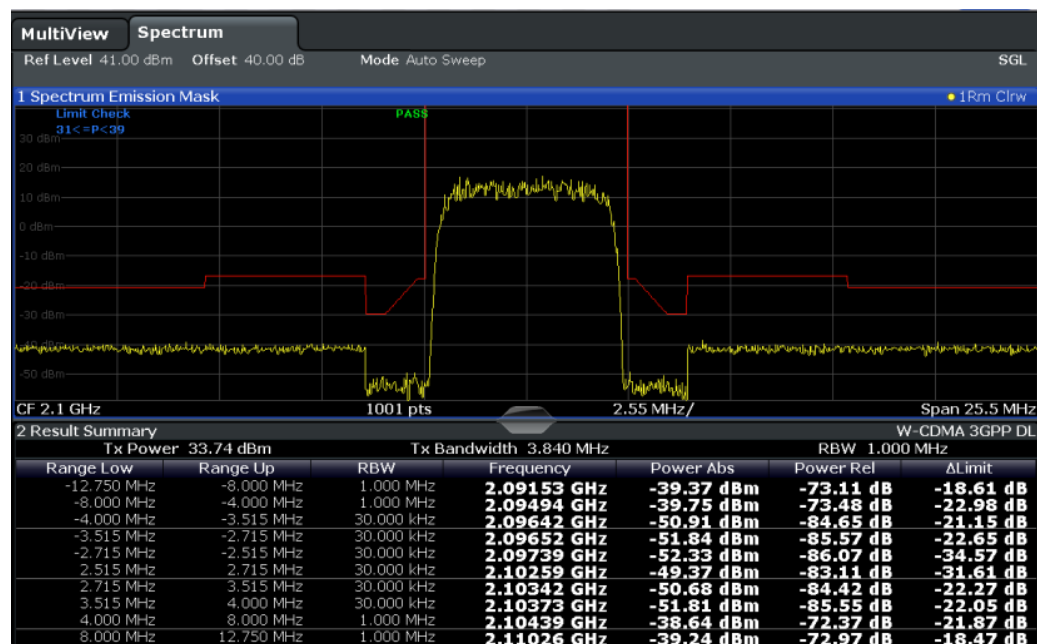 MultiView Spectrum
Ref Level 41.00 dBm Offset 40.00 dB Mode Auto Sweep SGL
1 Spectrum Emission Mask 1Rm Clrw
Limit Check PASS
31<=P<39
30 dBm
20 dBm
10 dBm
0 dBm
-10 dBm
-20 dBm
-30 dBm
-40 dBm
-50 dBm
CF 2.1 GHz 1001 pts 2.55 MHz/ Span 25.5 MHz
2 Result Summary W-CDMA 3GPP DL
Tx Power 33.74 dBm Tx Bandwidth 3.840 MHz RBW 1.000 MHz
Range Low Range Up RBW Frequency Power Abs Power Rel ΔLimit
-12.750 MHz -8.000 MHz 1.000 MHz 2.09153 GHz -39.37 dBm -73.11 dB -18.61 dB
-8.000 MHz -4.000 MHz 1.000 MHz 2.09494 GHz -39.75 dBm -73.48 dB -22.98 dB
-4.000 MHz -3.515 MHz 30.000 kHz 2.09642 GHz -50.91 dBm -84.65 dB -21.15 dB
-3.515 MHz -2.715 MHz 30.000 kHz 2.09652 GHz -51.84 dBm -85.57 dB -22.65 dB
-2.715 MHz -2.515 MHz 30.000 kHz 2.09739 GHz -52.33 dBm -86.07 dB -34.57 dB
2.515 MHz 2.715 MHz 30.000 kHz 2.10259 GHz -49.37 dBm -83.11 dB -31.61 dB
2.715 MHz 3.515 MHz 30.000 kHz 2.10342 GHz -50.68 dBm -84.42 dB -22.27 dB
3.515 MHz 4.000 MHz 30.000 kHz 2.10373 GHz -51.81 dBm -85.55 dB -22.05 dB
4.000 MHz 8.000 MHz 1.000 MHz 2.10439 GHz -38.64 dBm -72.37 dB -21.87 dB
8.000 MHz 12.750 MHz 1.000 MHz 2.11026 GHz -39.24 dBm -72.97 dB -18.47 dB